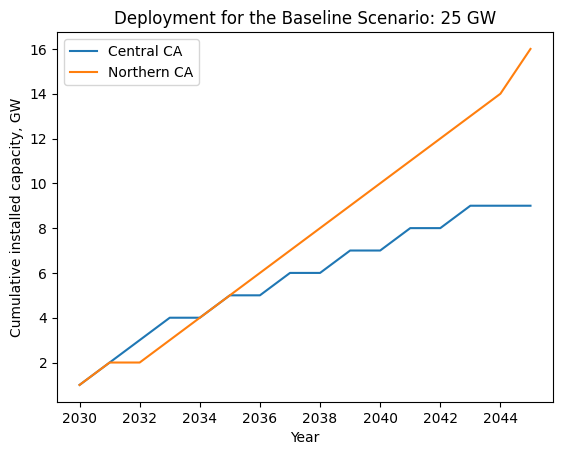 Deployment for the Baseline Scenario: 25 GW
Central CA
Northern CA
Cumulative installed capacity, GW
16
14
12
10
8
6
4
2
2030 2032 2034 2036 2038 2040 2042 2044
Year